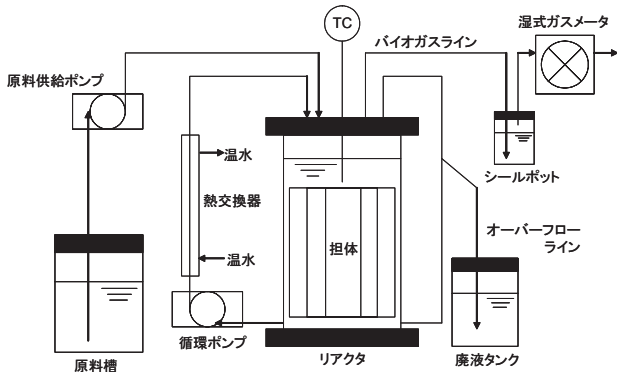 TC
湿式ガスメータ
バイオガスライン
原料供給ポンプ
温水
シールポット
熱交換器
担体
オーバーフロー
ライン
温水
循環ポンプ
リアクタ
廃液タンク
原料槽